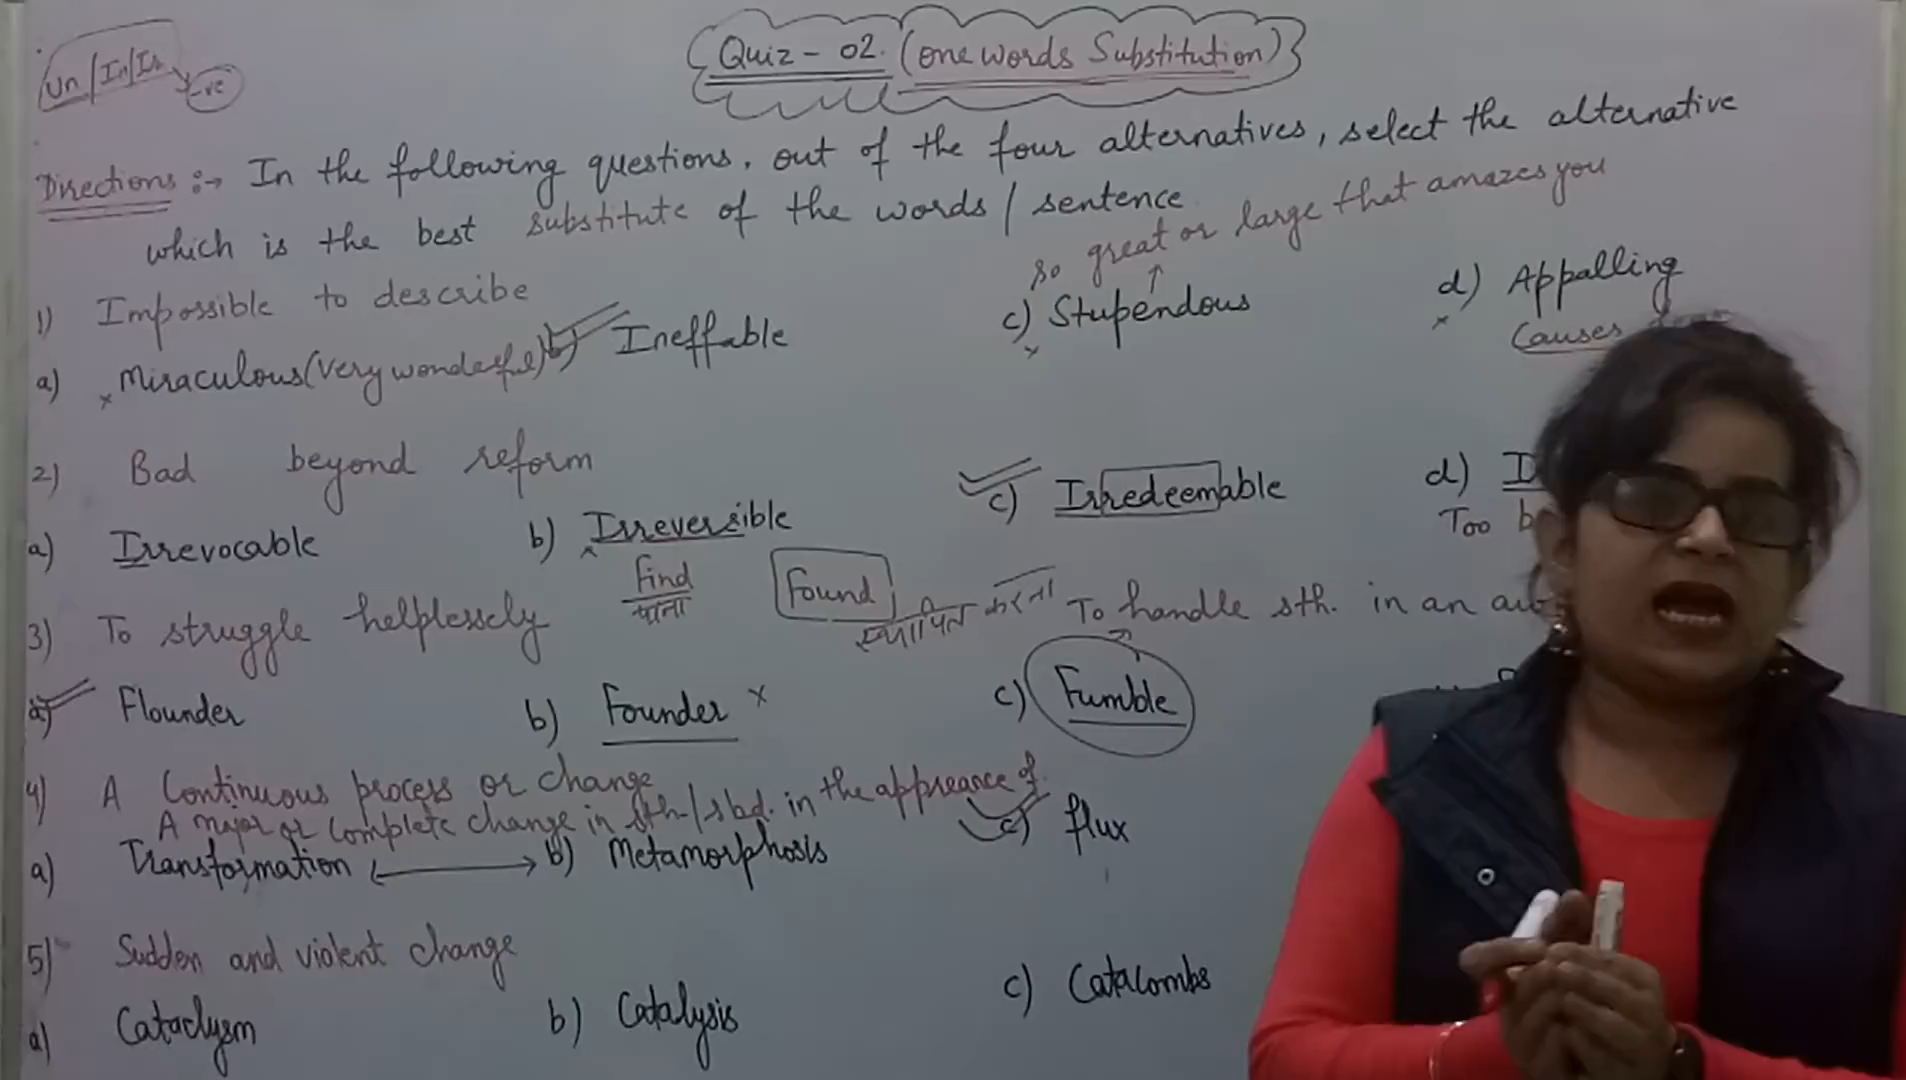 Un/In/Ir -ve
Quiz - 02. (one words Substitution)
Directions :→ In the following questions, out of the four alternatives, select the alternative
which is the best substitute of the words / sentence
so great or large that amazes you
1) Impossible to describe
a) Miraculous (very wonderful) b) Ineffable c) Stupendous d) Appalling
Causes
2) Bad beyond reform
a) Irrevocable b) Irreversible c) Irredeemable d) I
Too b
find Found
पाना स्थापित करना
3) To struggle helplessly To handle sth. in an aw
a) Flounder b) Founder x c) Fumble
4) A Continuous process or change
A major or complete change in sth/sbd. in the appreance of.
a) Transformation ↔ b) Metamorphosis c) flux
5) Sudden and violent change
a) Cataclysm b) Catalysis c) Catacombs